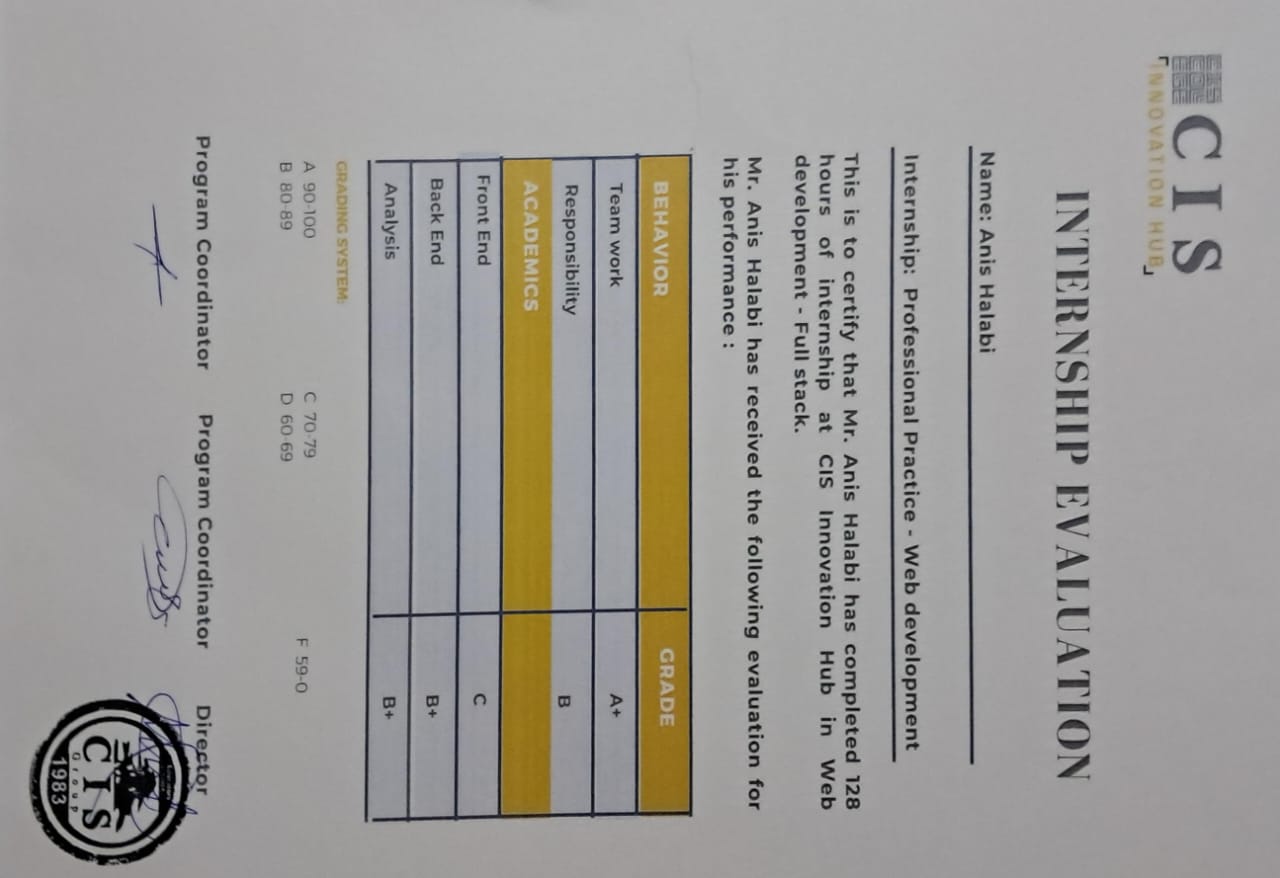 CIS
INNOVATION HUB
INTERNSHIP EVALUATION
Name: Anis Halabi
Internship: Professional Practice - Web development
This is to certify that Mr. Anis Halabi has completed 128
hours of internship at CIS Innovation Hub in Web
development - Full stack.
Mr. Anis Halabi has received the following evaluation for
his performance :
BEHAVIOR GRADE
Team work A+
Responsibility B
ACADEMICS
Front End C
Back End B+
Analysis B+
GRADING SYSTEM:
A 90-100 C 70-79 F 59-0
B 80-89 D 60-69
Program Coordinator Program Coordinator Director
CIS
Group
1983